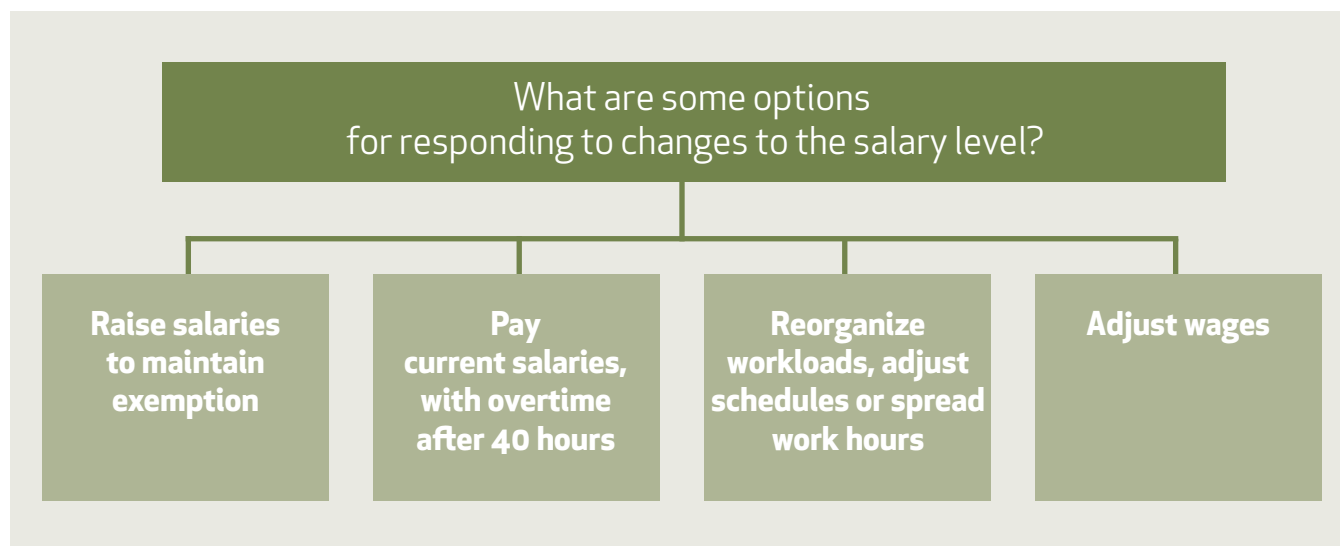 What are some options
for responding to changes to the salary level?
Raise salaries
to maintain
exemption
Pay
current salaries,
with overtime
after 40 hours
Reorganize
workloads, adjust
schedules or spread
work hours
Adjust wages